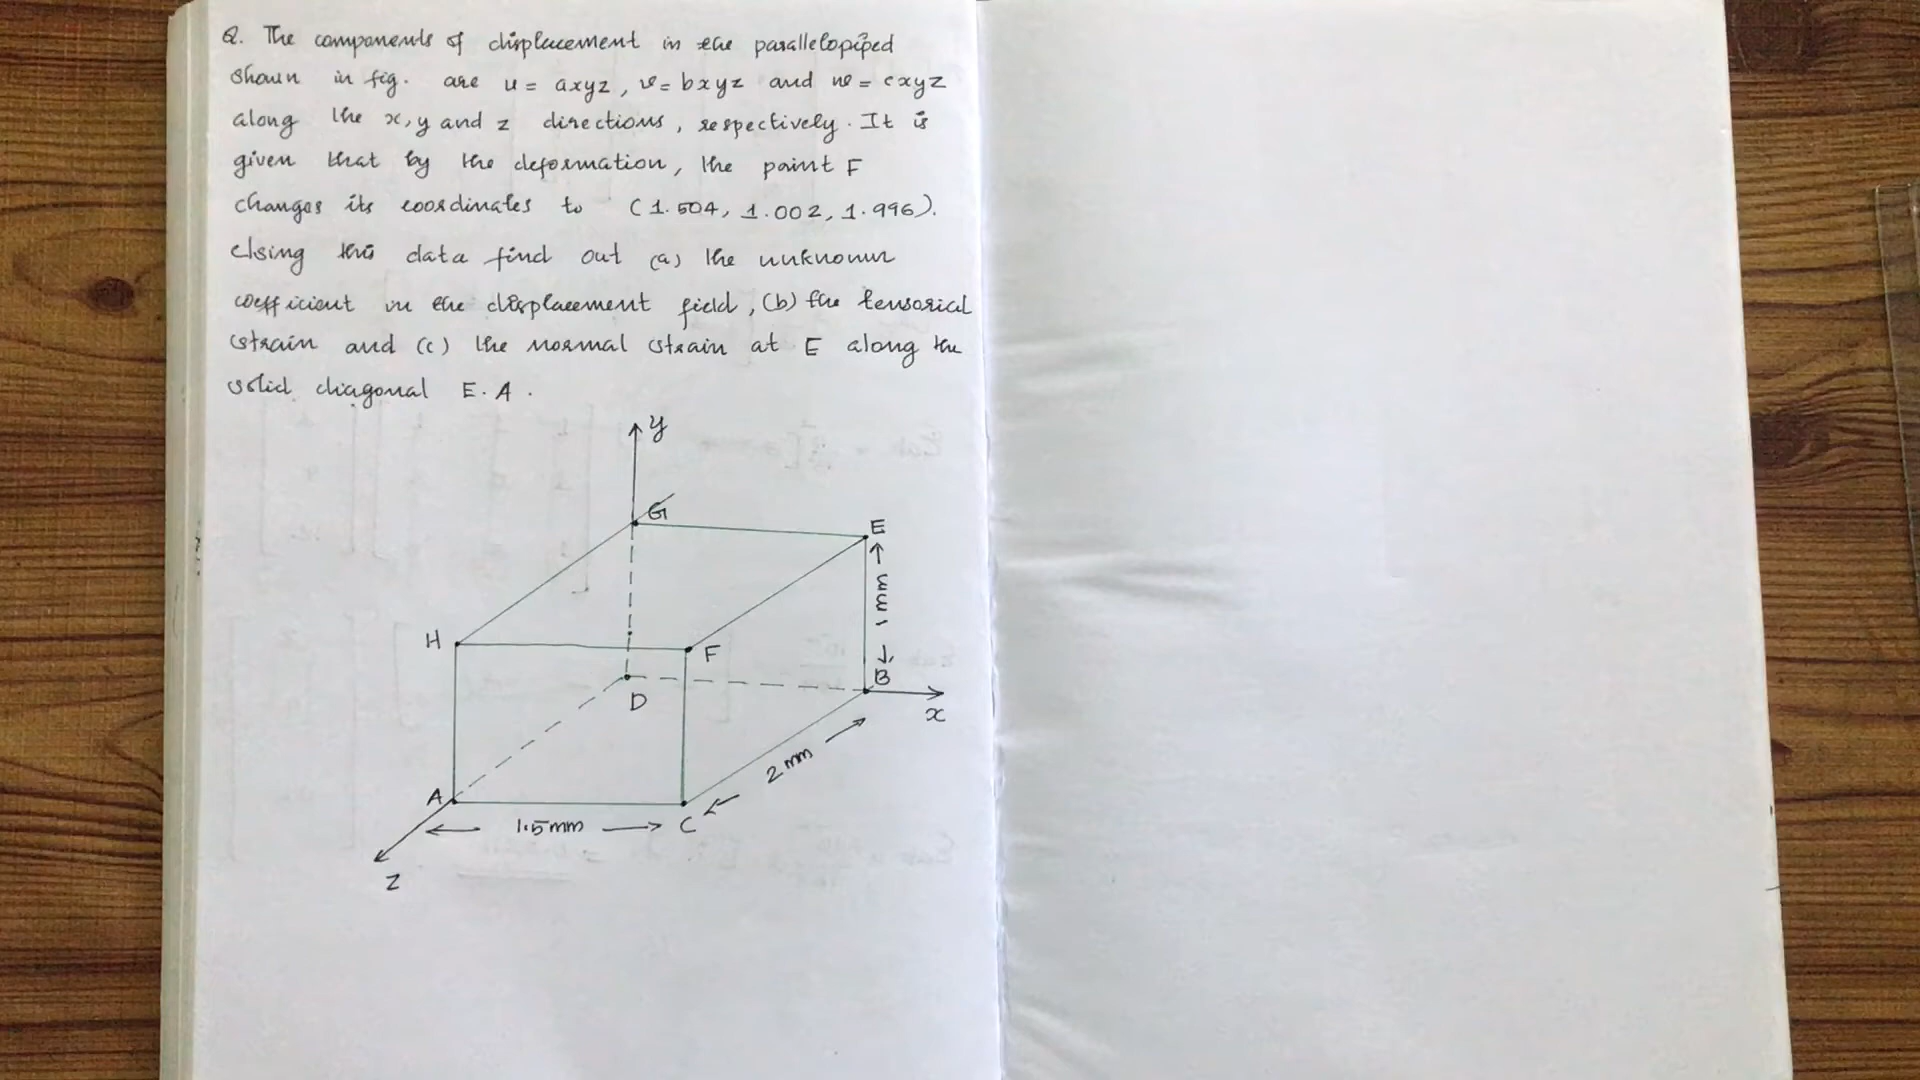 Q. The components of displacement in the parallelopiped
shown in fig. are u = axyz, v = bxyz and w = cxyz
along the x, y and z directions, respectively. It is
given that by the deformation, the point F
changes its coordinates to (1.504, 1.002, 1.996).
Using this data find out (a) the unknown
coefficient in the displacement field, (b) the tensorial
strain and (c) the normal strain at E along the
solid diagonal E.A.
y
G
E
1 mm
H
F
B
D
x
2 mm
A
1.5mm
C
z